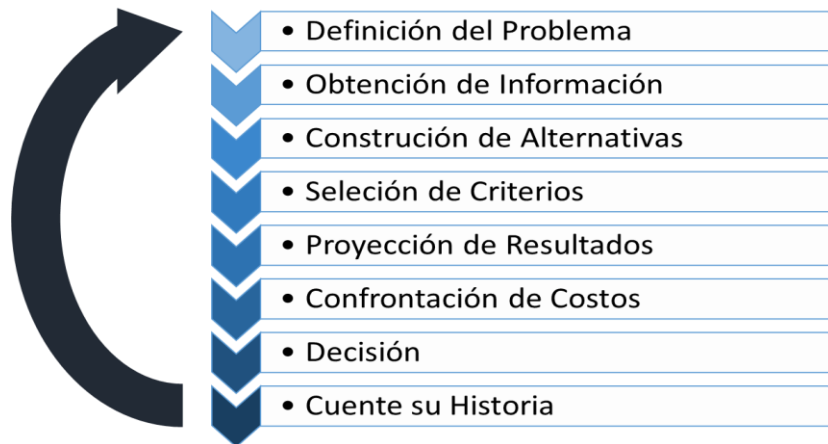 • Definición del Problema
• Obtención de Información
• Construción de Alternativas
• Seleción de Criterios
• Proyección de Resultados
• Confrontación de Costos
• Decisión
• Cuente su Historia